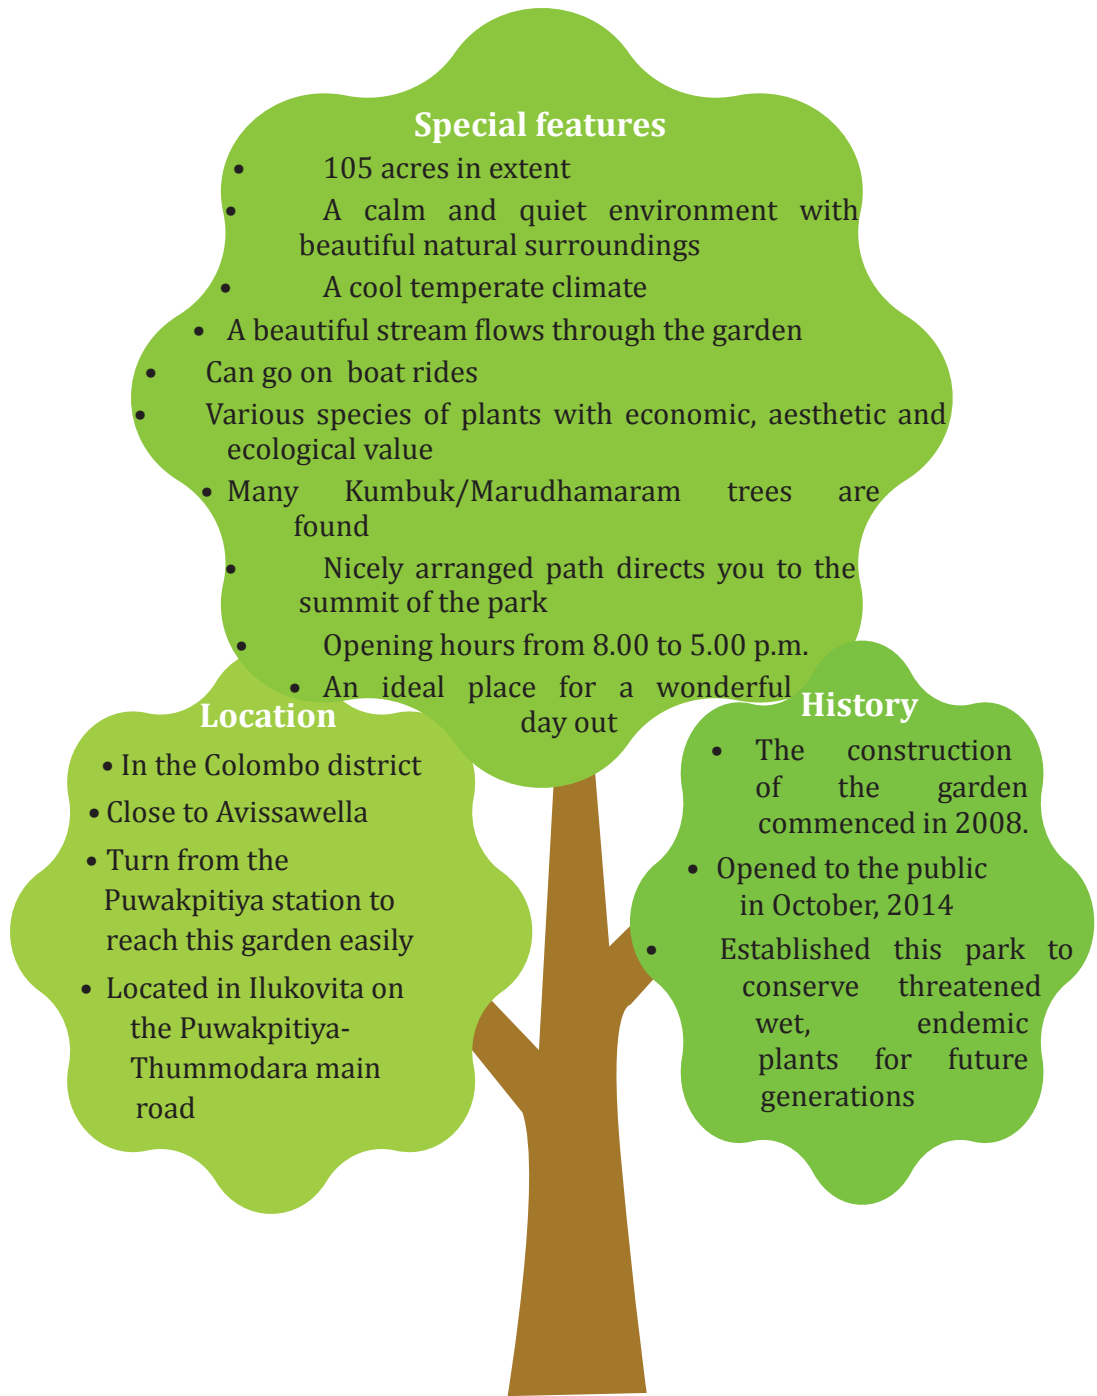 Special features
• 105 acres in extent
• A calm and quiet environment with
beautiful natural surroundings
• A cool temperate climate
• A beautiful stream flows through the garden
• Can go on boat rides
• Various species of plants with economic, aesthetic and
ecological value
• Many Kumbuk/Marudhamaram trees are
found
• Nicely arranged path directs you to the
summit of the park
• Opening hours from 8.00 to 5.00 p.m.
• An ideal place for a wonderful
day out
Location
• In the Colombo district
• Close to Avissawella
• Turn from the
Puwakpitiya station to
reach this garden easily
• Located in Ilukovita on
the Puwakpitiya-
Thummodara main
road
History
• The construction
of the garden
commenced in 2008.
• Opened to the public
in October, 2014
• Established this park to
conserve threatened
wet, endemic
plants for future
generations